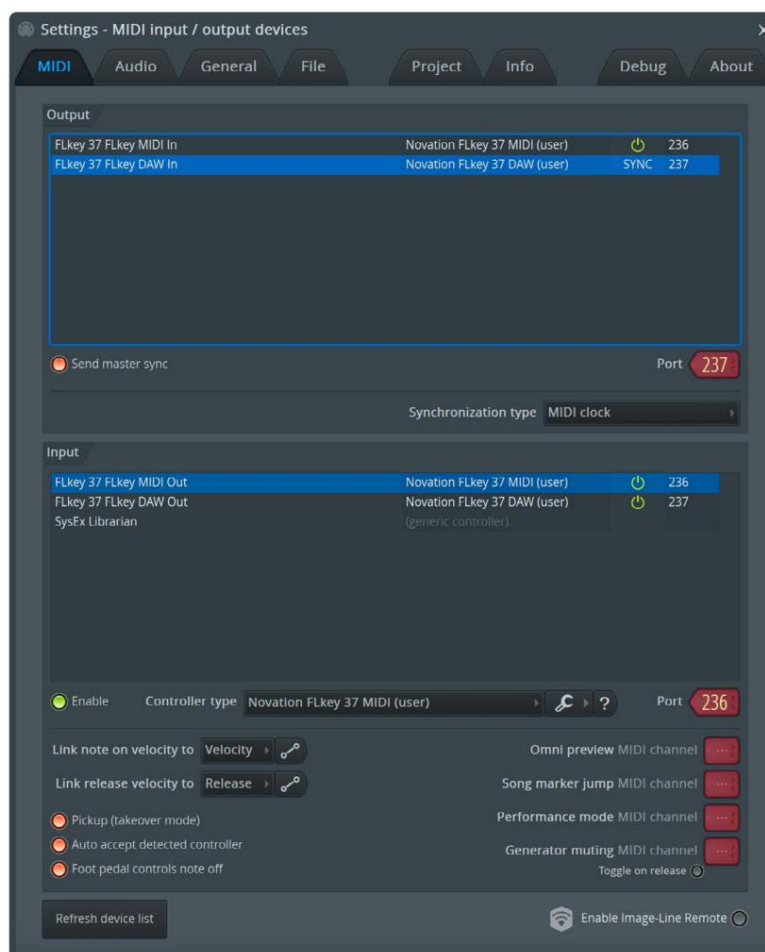 Settings - MIDI input / output devices
MIDI Audio General File Project Info Debug About
Output
FLkey 37 FLkey MIDI In Novation FLkey 37 MIDI (user) 236
FLkey 37 FLkey DAW In Novation FLkey 37 DAW (user) SYNC 237
Send master sync Port 237
Synchronization type MIDI clock
Input
FLkey 37 FLkey MIDI Out Novation FLkey 37 MIDI (user) 236
FLkey 37 FLkey DAW Out Novation FLkey 37 DAW (user) 237
SysEx Librarian (generic controller)
Enable Controller type Novation FLkey 37 MIDI (user) ? Port 236
Link note on velocity to Velocity Omni preview MIDI channel ---
Link release velocity to Release Song marker jump MIDI channel ---
Pickup (takeover mode) Performance mode MIDI channel ---
Auto accept detected controller Generator muting MIDI channel ---
Foot pedal controls note off Toggle on release
Refresh device list Enable Image-Line Remote